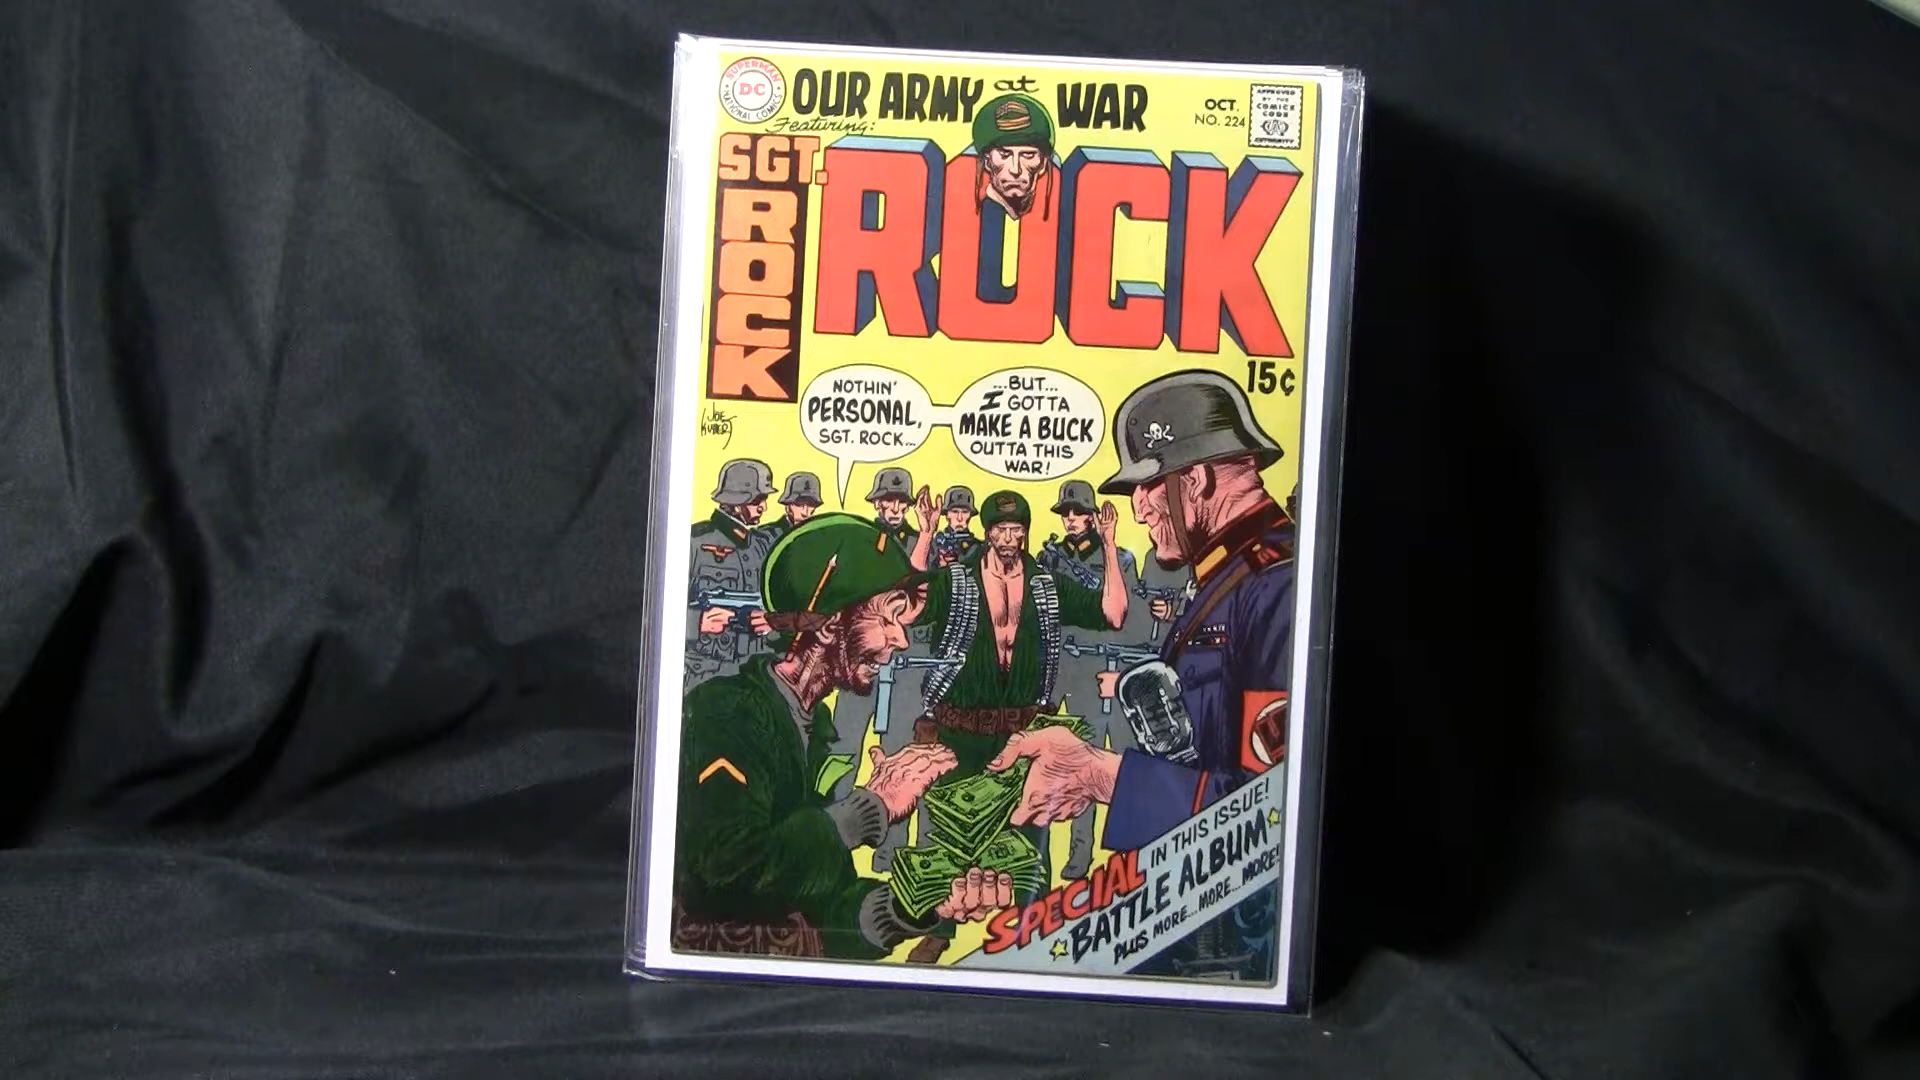 SUPERMAN
DC
NATIONAL COMICS
OUR ARMY at WAR
Featuring:
OCT.
NO. 224
APPROVED
BY THE
COMICS
CODE
AUTHORITY
SGT.
ROCK
ROCK
15¢
JOE
KUBERT
NOTHIN'
PERSONAL,
SGT. ROCK...
...BUT...
I GOTTA
MAKE A BUCK
OUTTA THIS
WAR!
SPECIAL IN THIS ISSUE!
BATTLE ALBUM
PLUS MORE...MORE...MORE!